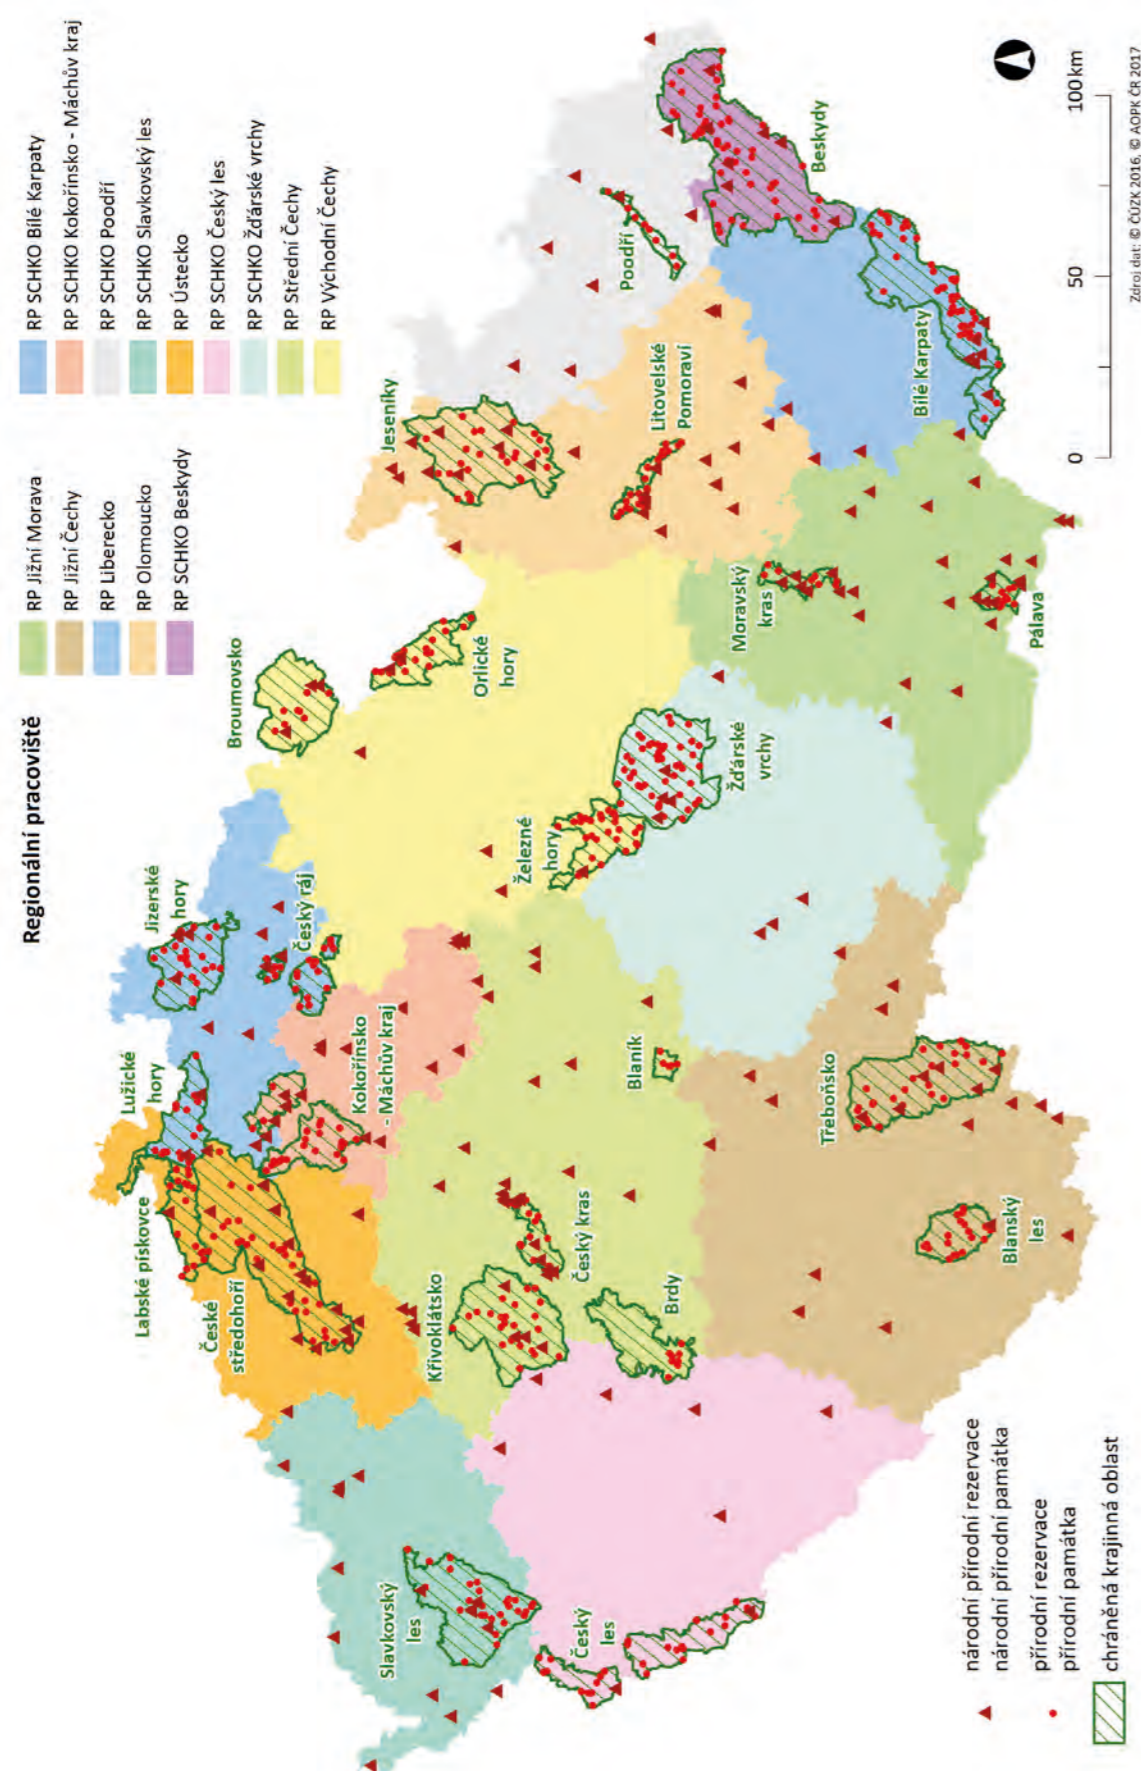 Regionální pracoviště
RP Jižní Morava
RP Jižní Čechy
RP Liberecko
RP Olomoucko
RP SCHKO Beskydy
RP SCHKO Bílé Karpaty
RP SCHKO Kokořínsko - Máchův kraj
RP SCHKO Poodří
RP SCHKO Slavkovský les
RP Ústecko
RP SCHKO Český les
RP SCHKO Žďárské vrchy
RP Střední Čechy
RP Východní Čechy
Labské pískovce
Lužické
hory
Jizerské
hory
České
středohoří
Český ráj
Broumovsko
Kokořínsko
- Máchův kraj
Orlické
hory
Jeseníky
Slavkovský
les
Křivoklátsko
Železné
hory
Český kras
Český
les
Brdy
Blaník
Žďárské
vrchy
Litovelské
Pomoraví
Poodří
Moravský
kras
Beskydy
Třeboňsko
Bílé Karpaty
Blanský
les
Pálava
národní přírodní rezervace
národní přírodní památka
přírodní rezervace
přírodní památka
chráněná krajinná oblast
0
50
100 km
Zdroj dat: © ČÚZK 2016, © AOPK ČR 2017